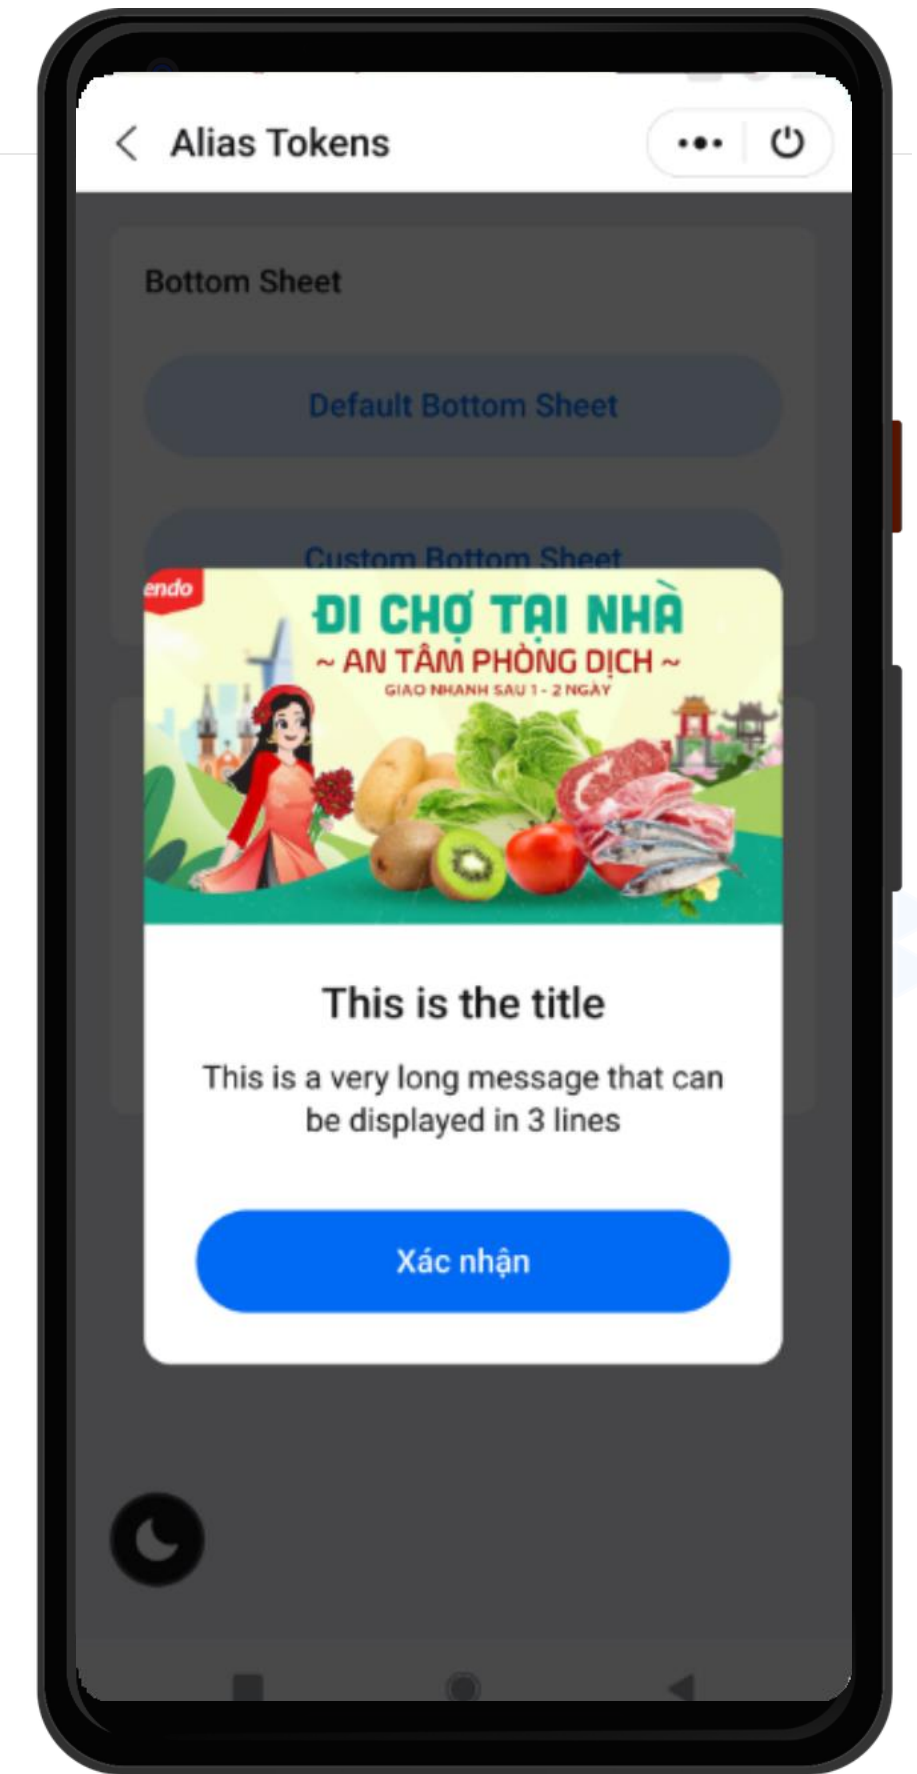 Alias Tokens
Bottom Sheet
Default Bottom Sheet
Custom Bottom Sheet
endo
ĐI CHỢ TẠI NHÀ
~ AN TÂM PHÒNG DỊCH ~
GIAO NHANH SAU 1 - 2 NGÀY
This is the title
This is a very long message that can
be displayed in 3 lines
Xác nhận